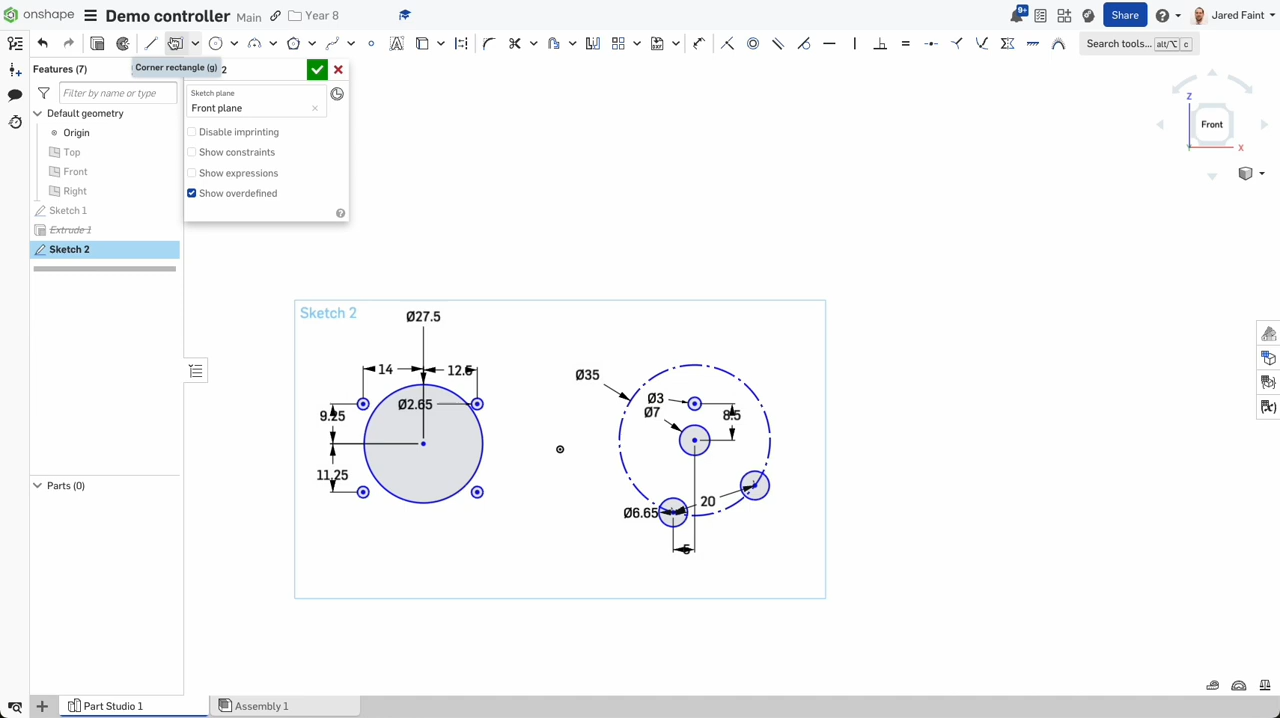 onshape
Demo controller
Main
Year 8
9+
Share
Jared Faint
Search tools...
alt/⌥
c
Features (7)
Corner rectangle (g)
2
Filter by name or type
Sketch plane
Front plane
Default geometry
Origin
Top
Front
Right
Sketch 1
Extrude 1
Sketch 2
Disable imprinting
Show constraints
Show expressions
Show overdefined
Z
Front
X
Sketch 2
Ø27.5
14
12.5
Ø2.65
9.25
11.25
Ø35
Ø3
Ø7
8.5
20
Ø6.65
5
Parts (0)
Part Studio 1
Assembly 1